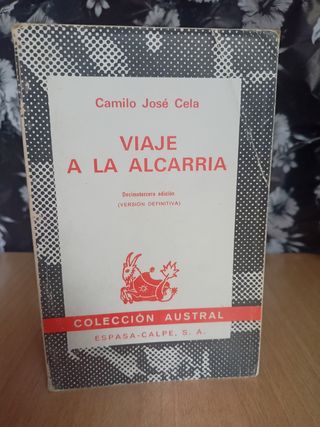 Camilo José Cela
VIAJE
A LA ALCARRIA
Decimotercera edición
(VERSIÓN DEFINITIVA)
COLECCIÓN AUSTRAL
ESPASA-CALPE, S. A.